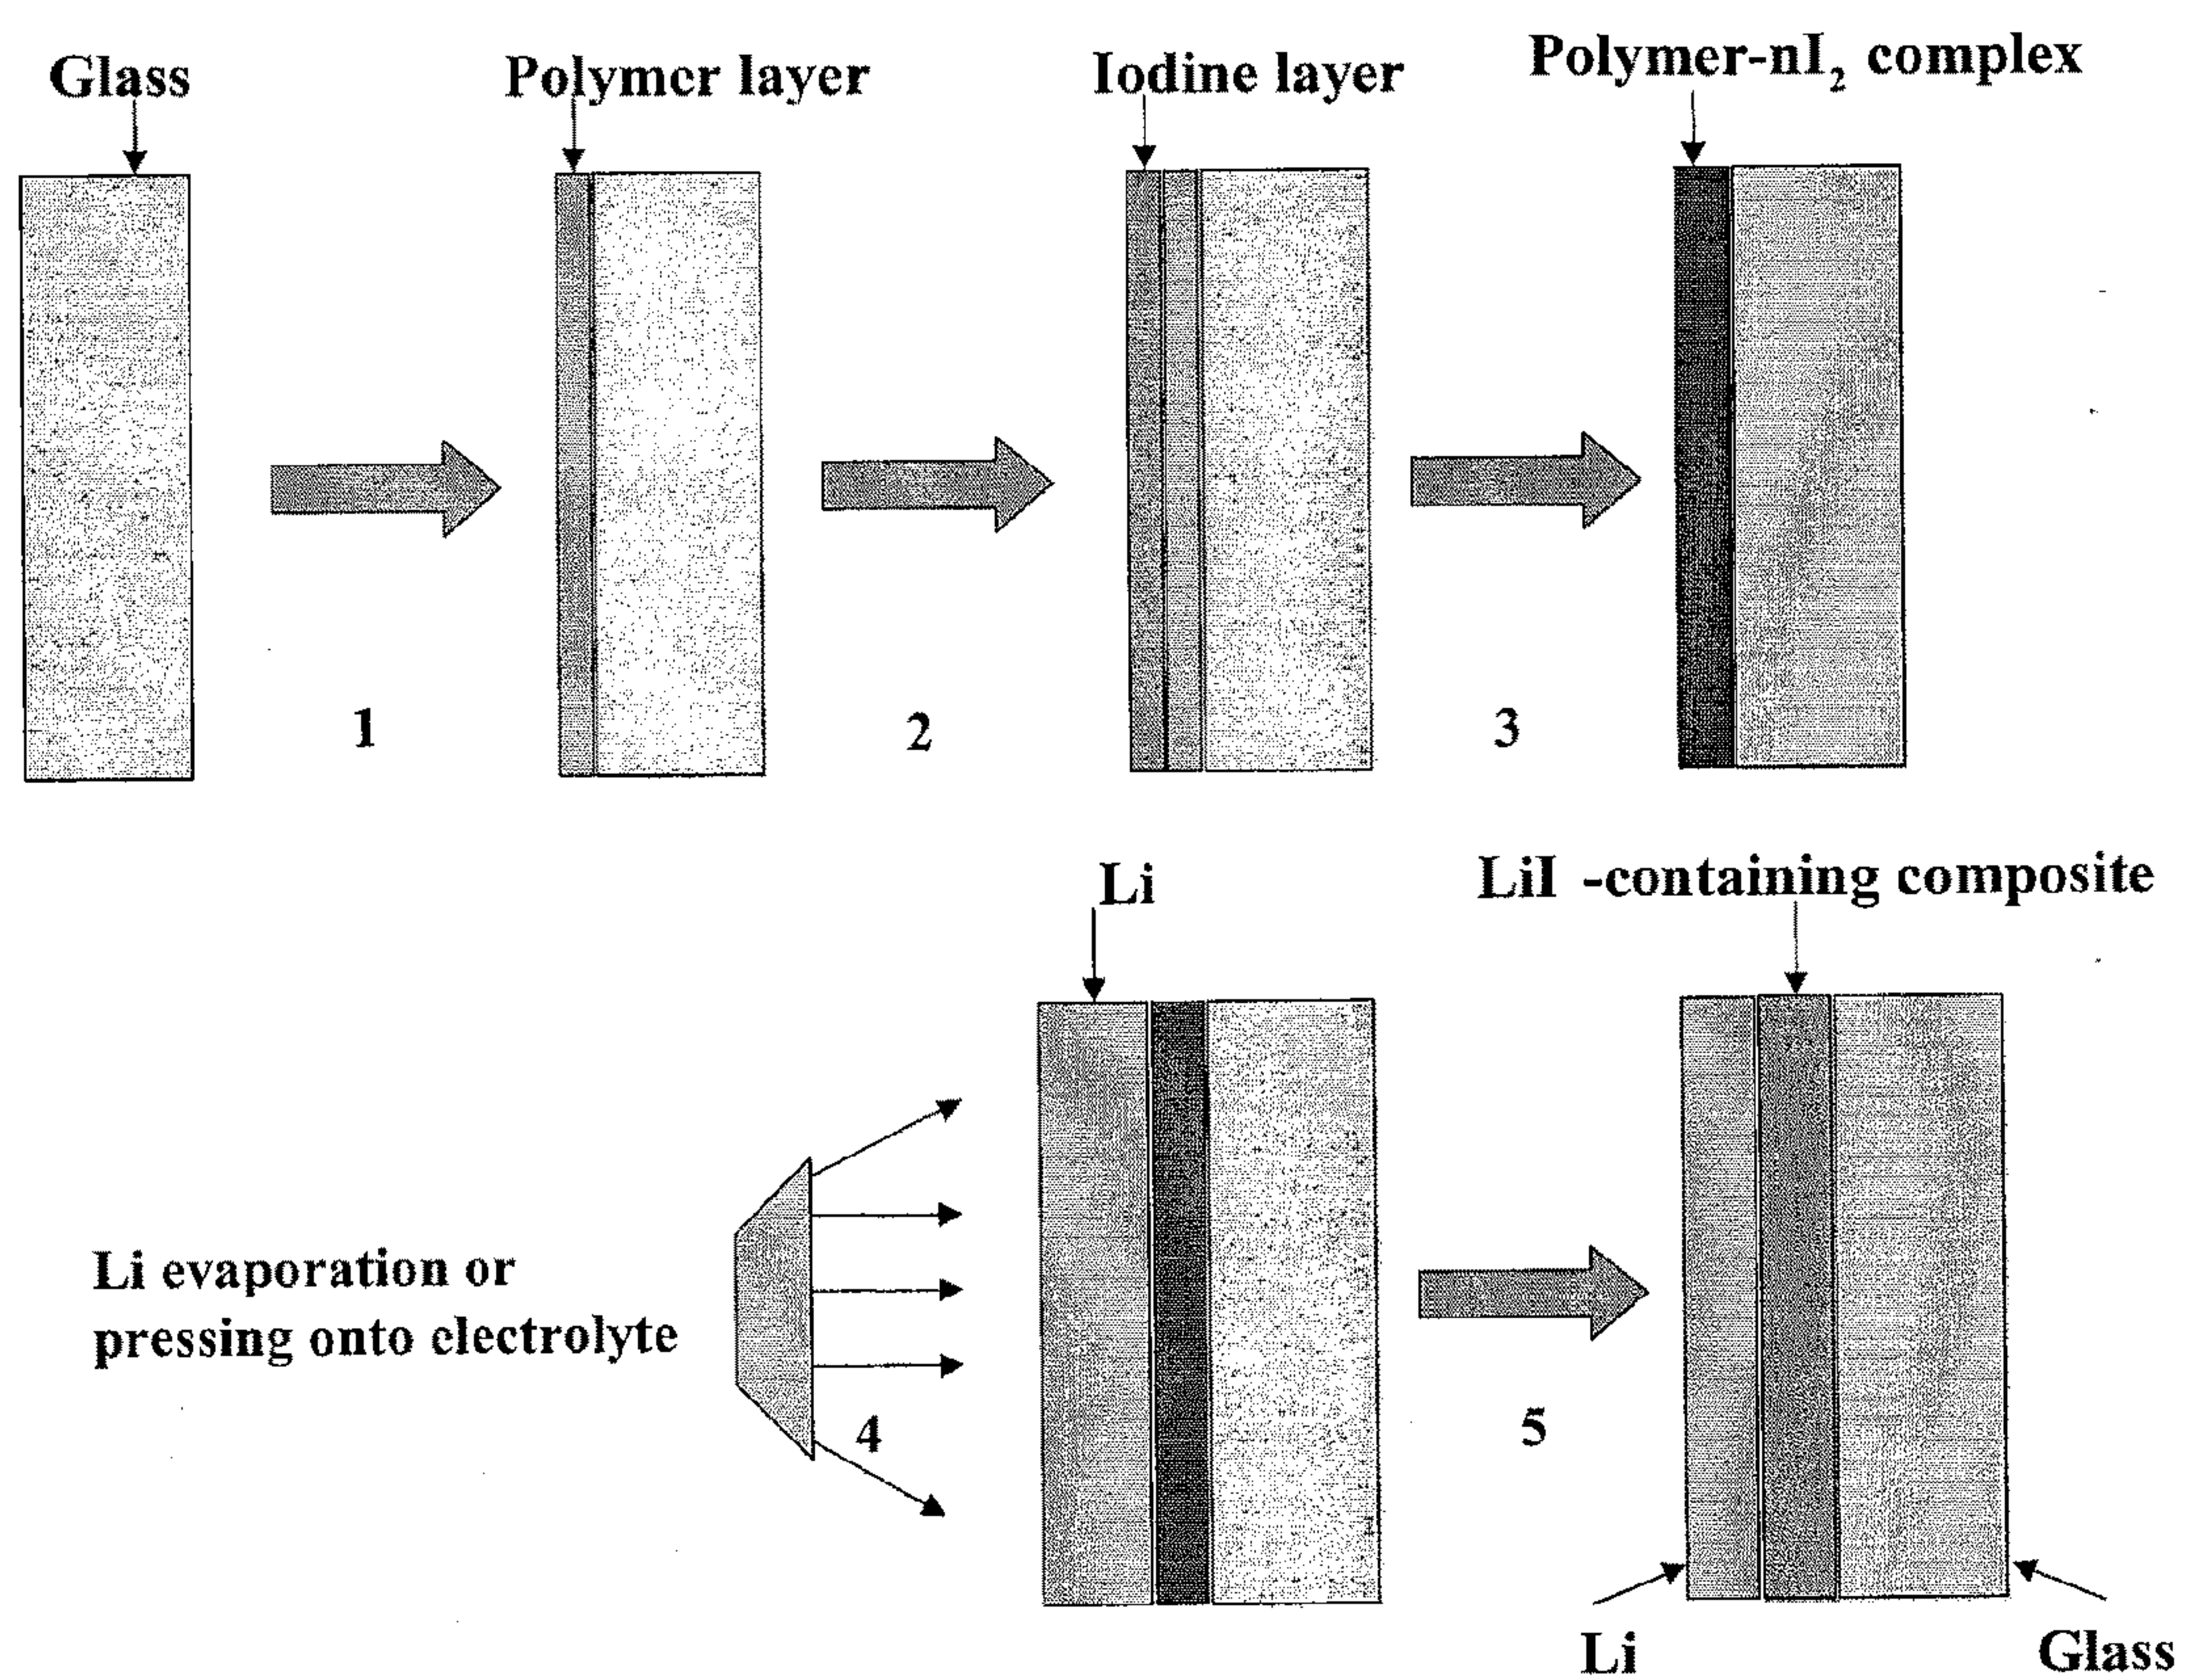 Glass
Polymer layer
Iodine layer
Polymer-nI₂ complex
1
2
3
Li
LiI -containing composite
Li evaporation or
pressing onto electrolyte
4
5
Li
Glass